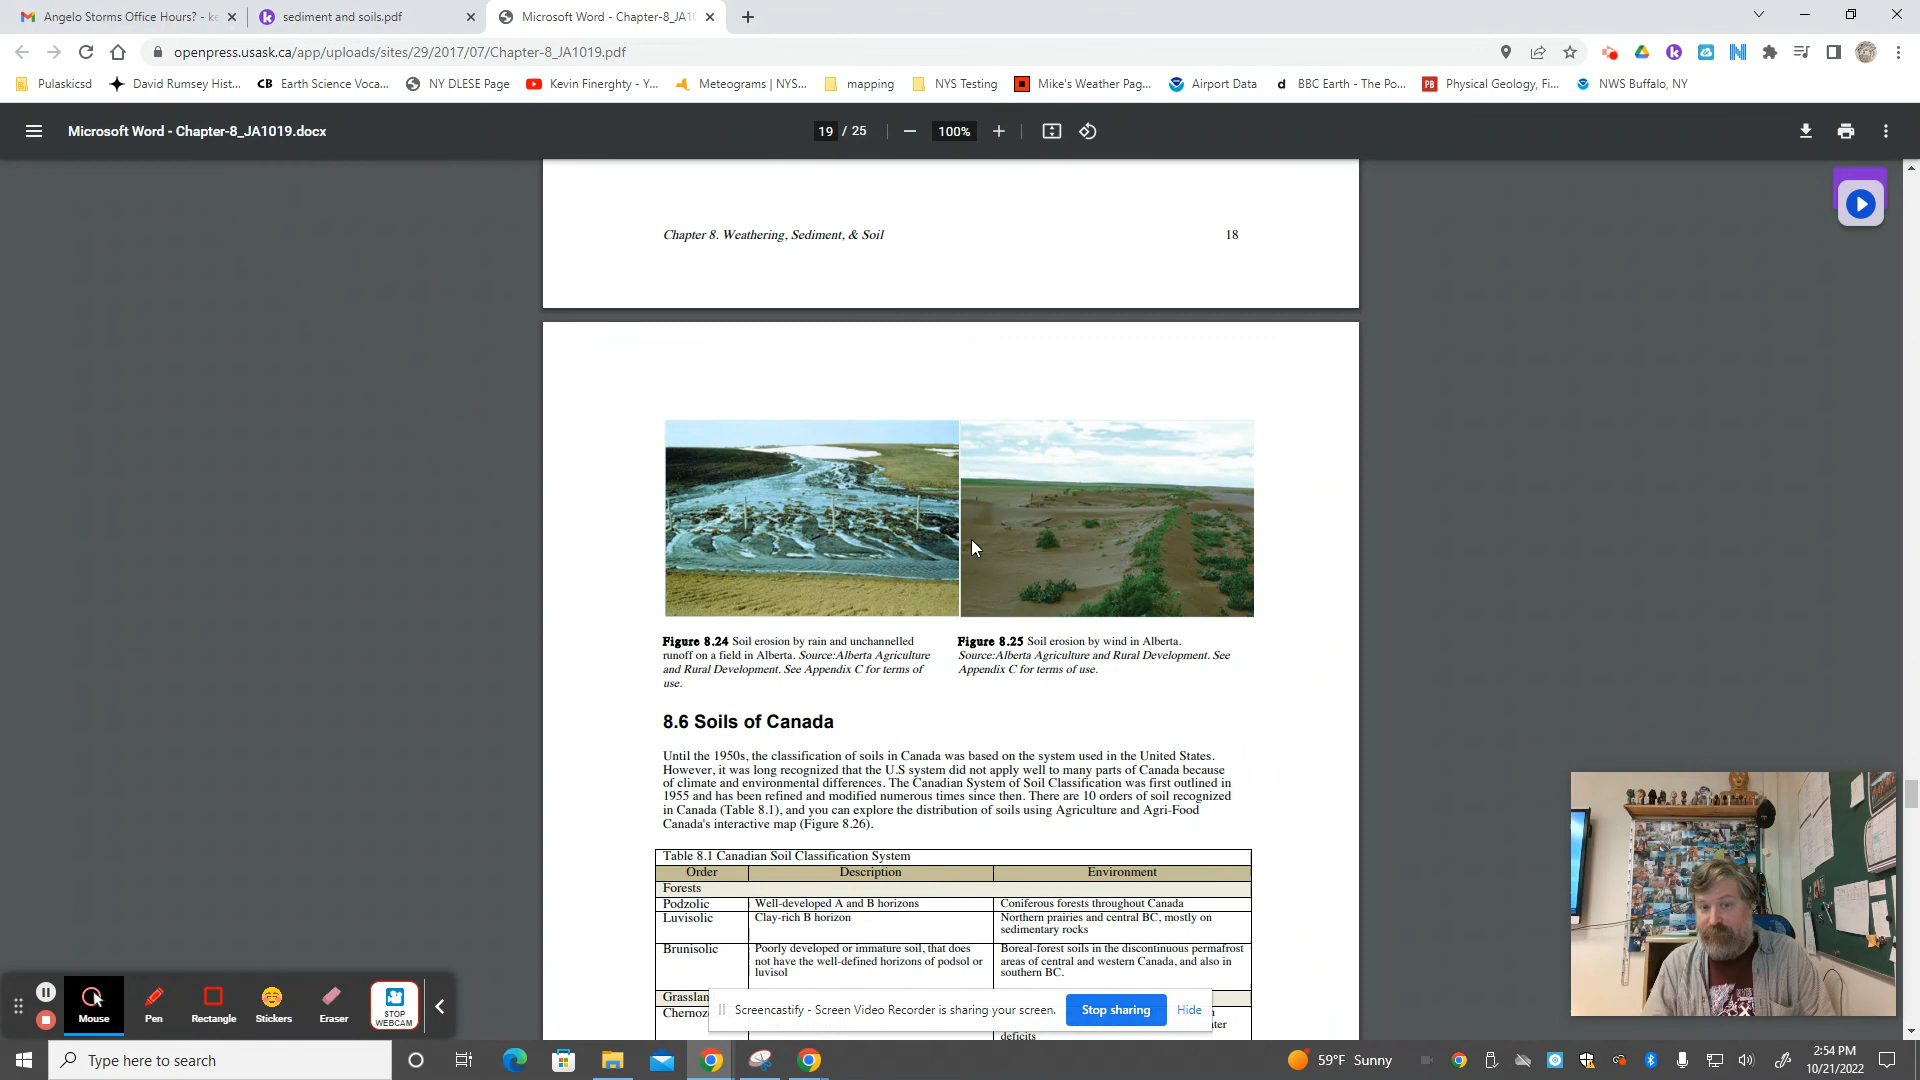 Angelo Storms Office Hours? - ke
sediment and soils.pdf
Microsoft Word - Chapter-8_JA10
openpress.usask.ca/app/uploads/sites/29/2017/07/Chapter-8_JA1019.pdf
Pulaskicsd
David Rumsey Hist...
CB Earth Science Voca...
NY DLESE Page
Kevin Finerghty - Y...
Meteograms | NYS...
mapping
NYS Testing
Mike's Weather Pag...
Airport Data
d BBC Earth - The Po...
PB Physical Geology, Fi...
NWS Buffalo, NY
Microsoft Word - Chapter-8_JA1019.docx
19 / 25
100%
Chapter 8. Weathering, Sediment, & Soil 18
Figure 8.24 Soil erosion by rain and unchannelled
runoff on a field in Alberta. Source:Alberta Agriculture
and Rural Development. See Appendix C for terms of
use.
Figure 8.25 Soil erosion by wind in Alberta.
Source:Alberta Agriculture and Rural Development. See
Appendix C for terms of use.
8.6 Soils of Canada
Until the 1950s, the classification of soils in Canada was based on the system used in the United States.
However, it was long recognized that the U.S system did not apply well to many parts of Canada because
of climate and environmental differences. The Canadian System of Soil Classification was first outlined in
1955 and has been refined and modified numerous times since then. There are 10 orders of soil recognized
in Canada (Table 8.1), and you can explore the distribution of soils using Agriculture and Agri-Food
Canada's interactive map (Figure 8.26).
Table 8.1 Canadian Soil Classification System
Order Description Environment
Forests
Podzolic Well-developed A and B horizons Coniferous forests throughout Canada
Luvisolic Clay-rich B horizon Northern prairies and central BC, mostly on
sedimentary rocks
Brunisolic Poorly developed or immature soil, that does Boreal-forest soils in the discontinuous permafrost
not have the well-defined horizons of podsol or areas of central and western Canada, and also in
luvisol southern BC.
Grasslan
Chernoz
deficits
Screencastify - Screen Video Recorder is sharing your screen.
Stop sharing
Hide
Mouse
Pen
Rectangle
Stickers
Eraser
STOP
WEBCAM
Type here to search
59°F Sunny
2:54 PM
10/21/2022